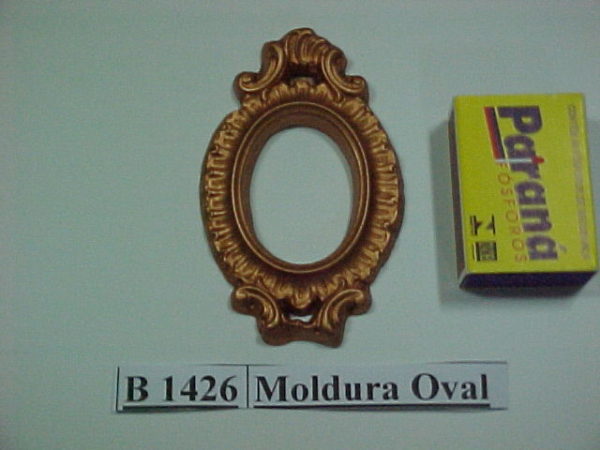 Paraná
FÓSFOROS
B 1426 Moldura Oval